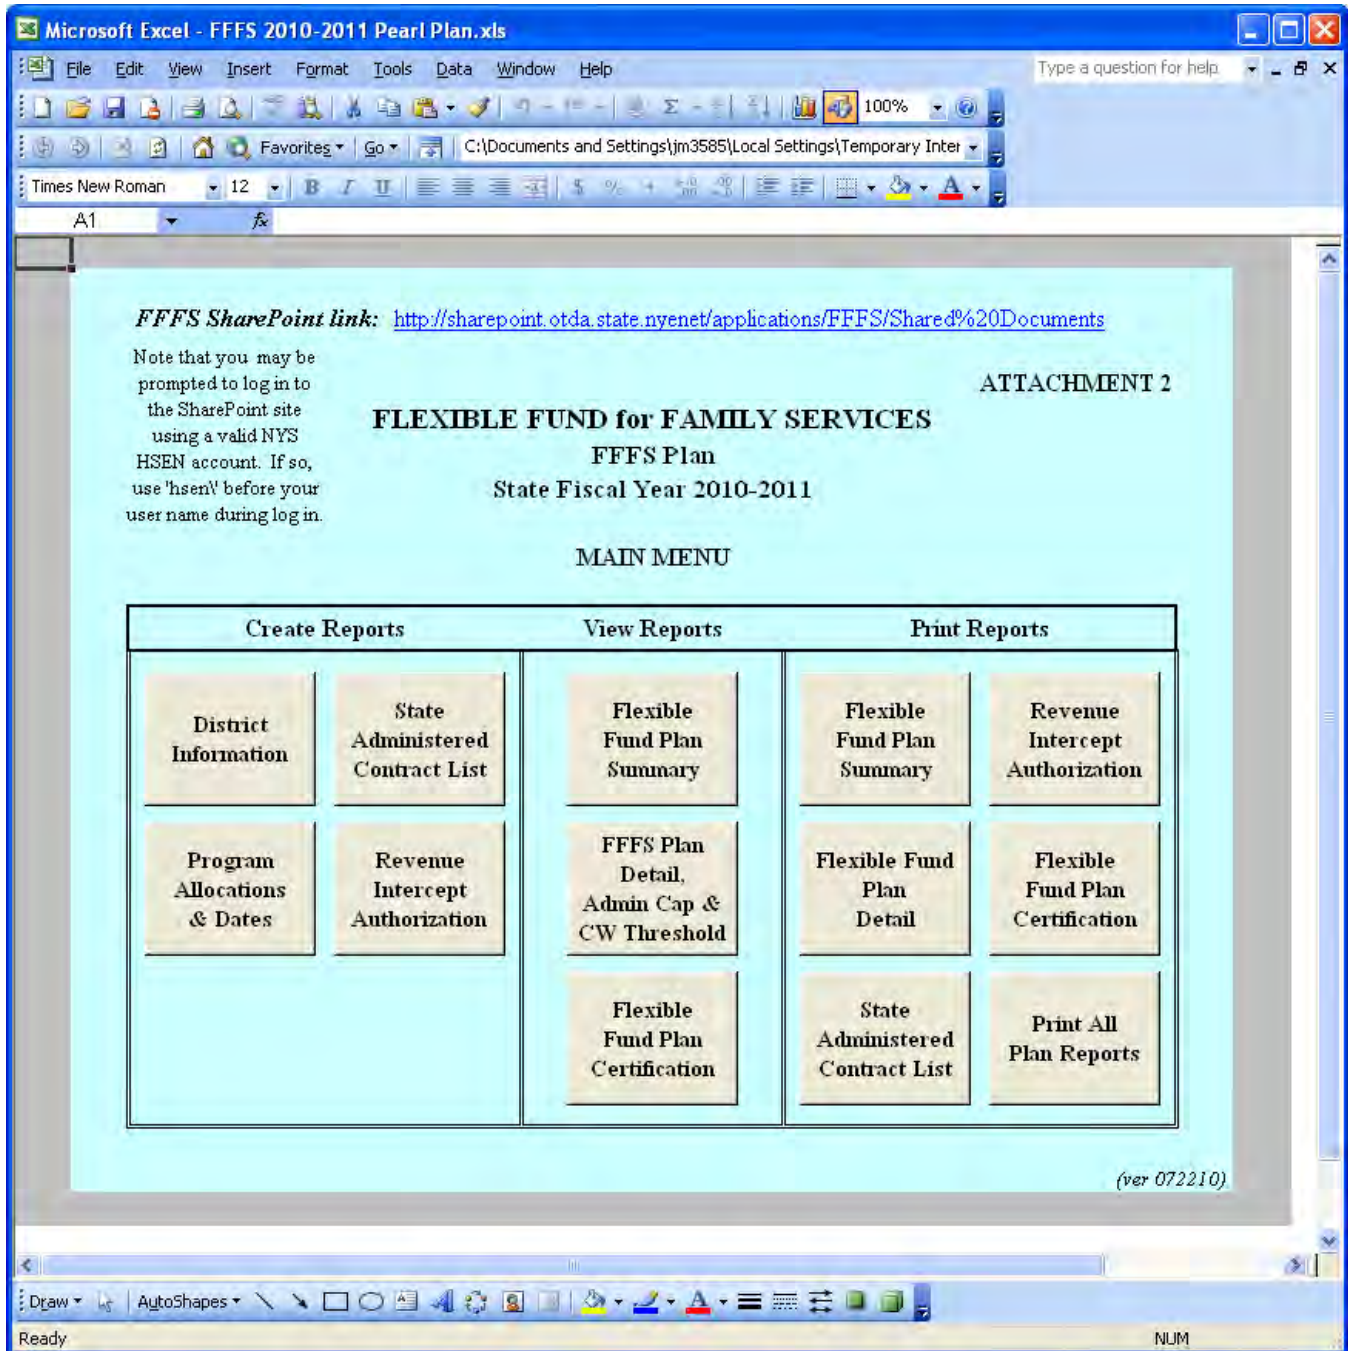 Microsoft Excel - FFFS 2010-2011 Pearl Plan.xls
File Edit View Insert Format Tools Data Window Help
Type a question for help
100%
Favorites Go C:\Documents and Settings\jm3585\Local Settings\Temporary Inter
Times New Roman 12 B I U $ % A
A1 fx
FFFS SharePoint link: http://sharepoint.otda.state.nyenet/applications/FFFS/Shared%20Documents
Note that you may be
prompted to log in to
the SharePoint site
using a valid NYS
HSEN account. If so,
use 'hsen\' before your
user name during log in.
ATTACHMENT 2
FLEXIBLE FUND for FAMILY SERVICES
FFFS Plan
State Fiscal Year 2010-2011
MAIN MENU
Create Reports
View Reports
Print Reports
District
Information
State
Administered
Contract List
Program
Allocations
& Dates
Revenue
Intercept
Authorization
Flexible
Fund Plan
Summary
FFFS Plan
Detail,
Admin Cap &
CW Threshold
Flexible
Fund Plan
Certification
Flexible
Fund Plan
Summary
Revenue
Intercept
Authorization
Flexible Fund
Plan
Detail
Flexible
Fund Plan
Certification
State
Administered
Contract List
Print All
Plan Reports
(ver 072210)
Draw AutoShapes A
Ready
NUM